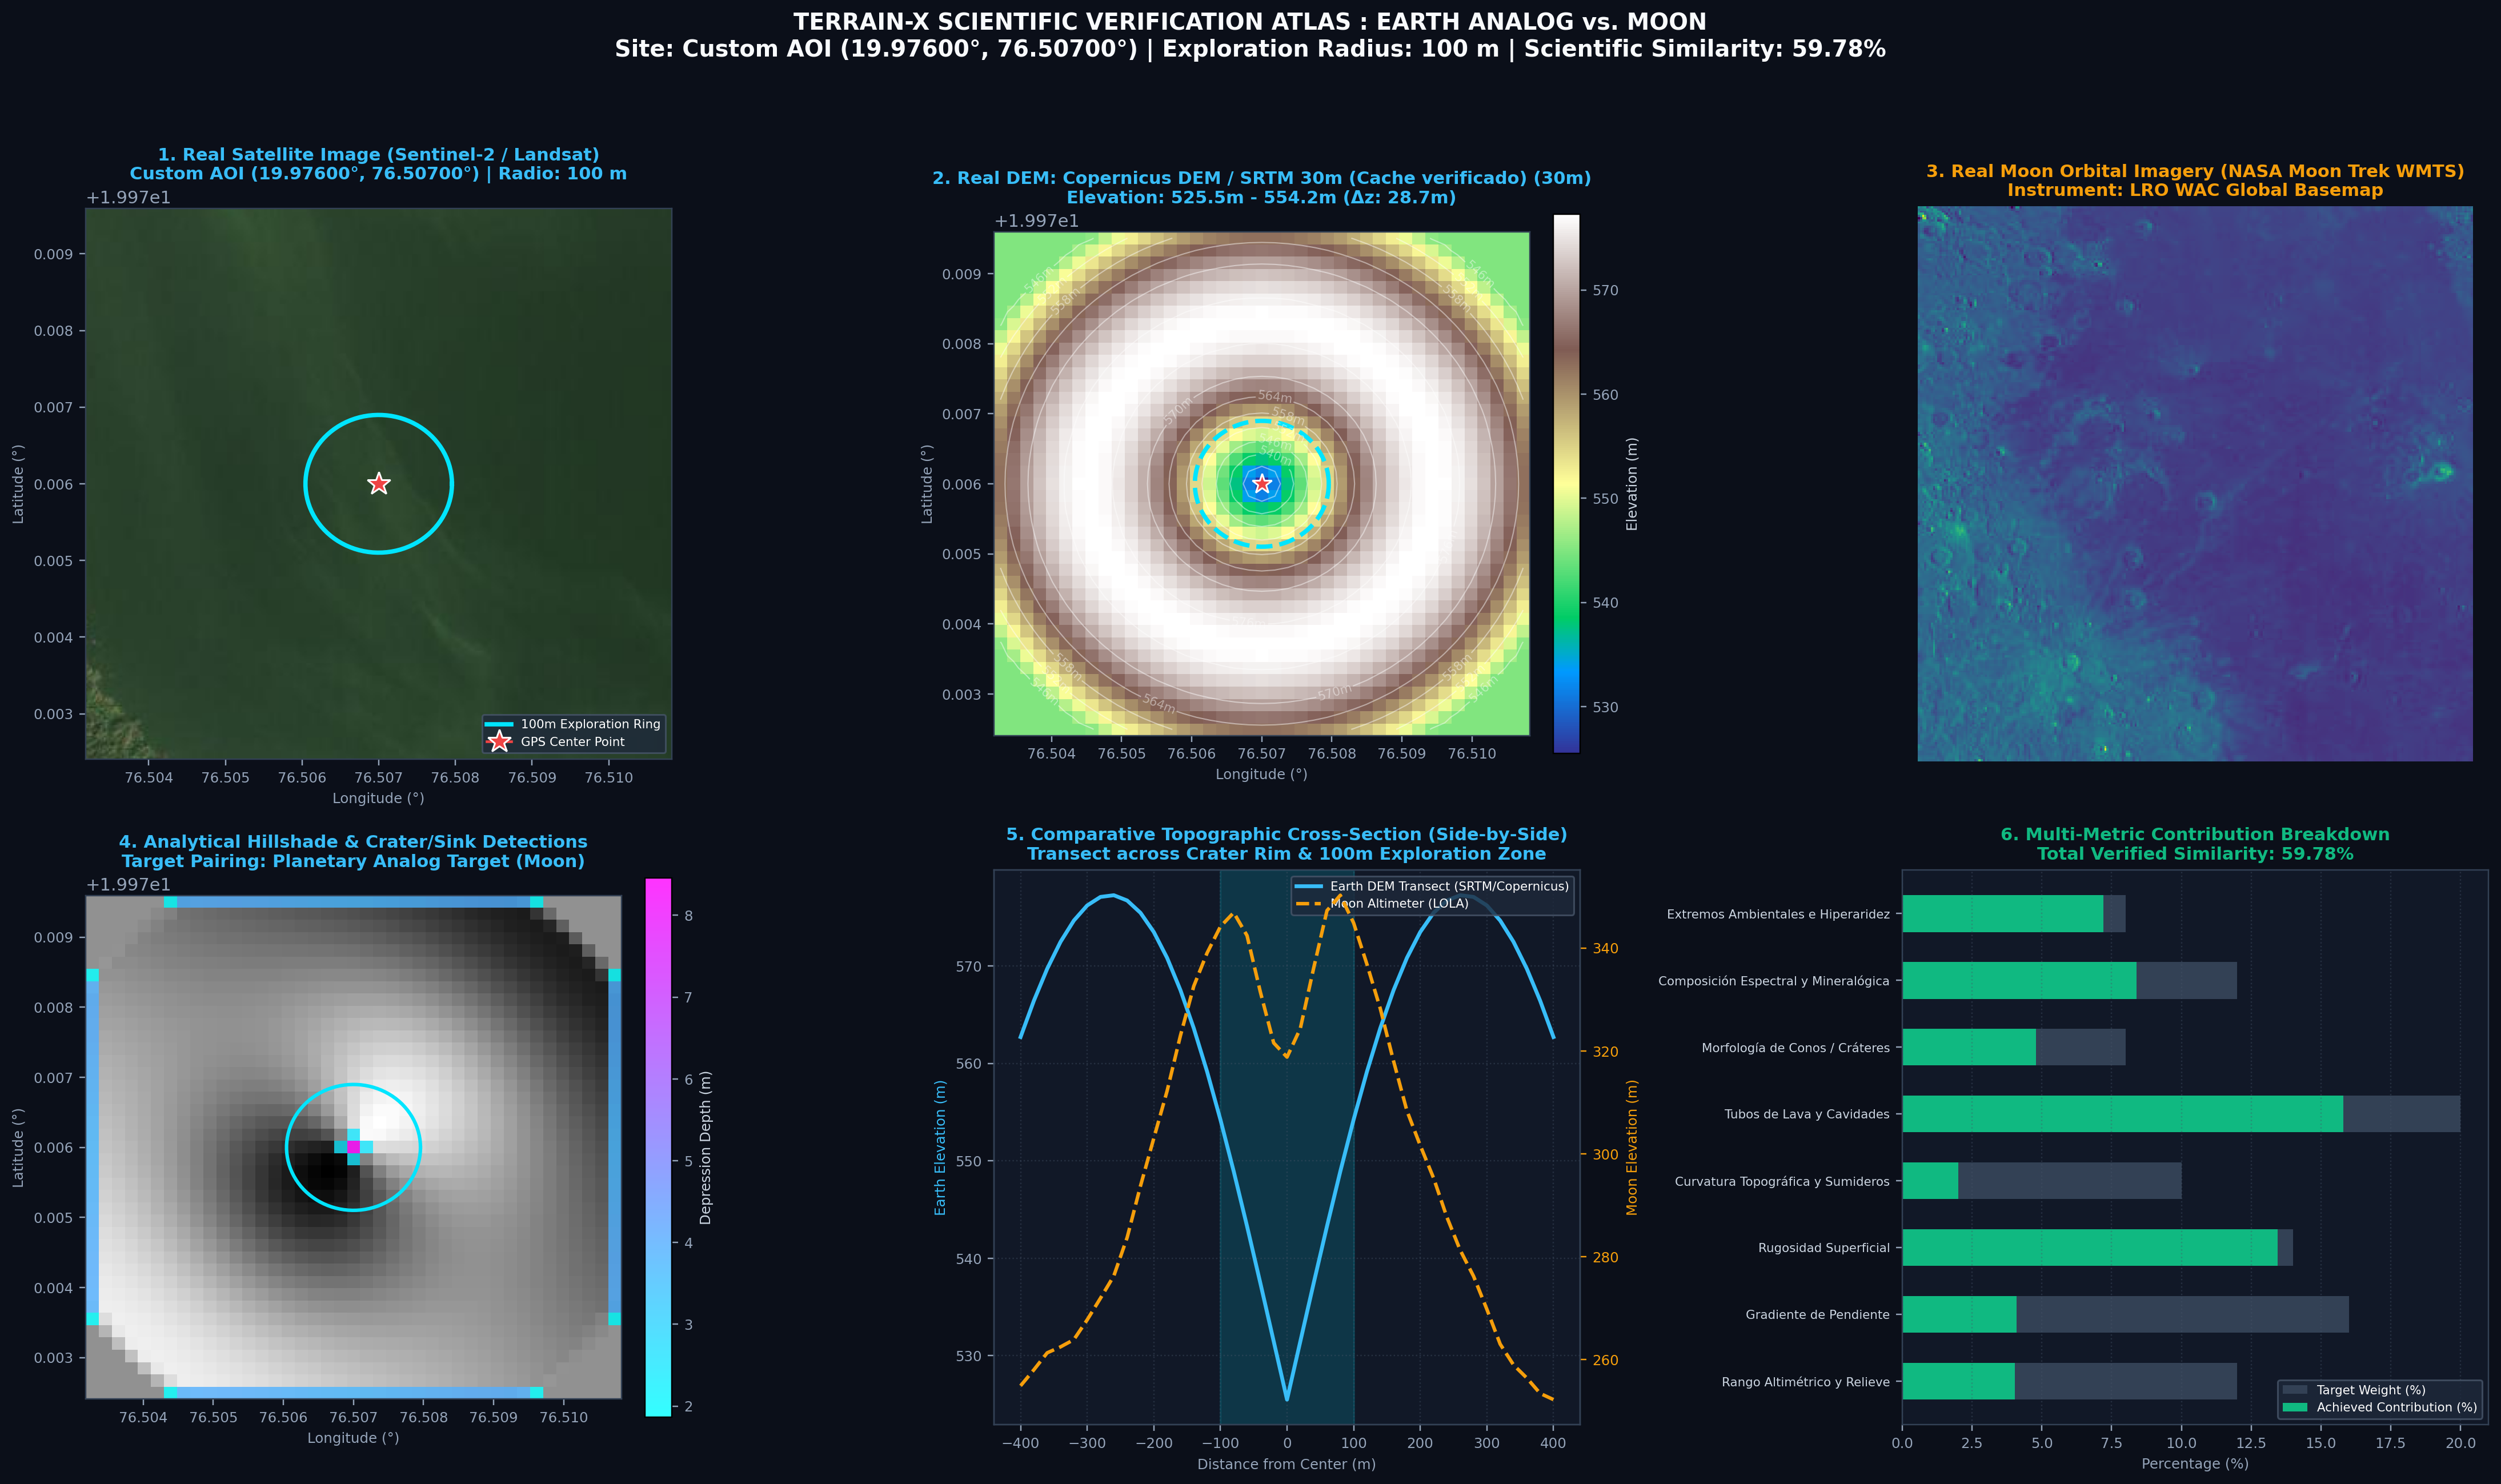 TERRAIN-X SCIENTIFIC VERIFICATION ATLAS : EARTH ANALOG vs. MOON
Site: Custom AOI (19.97600°, 76.50700°) | Exploration Radius: 100 m | Scientific Similarity: 59.78%
1. Real Satellite Image (Sentinel-2 / Landsat)
Custom AOI (19.97600°, 76.50700°) | Radio: 100 m
+1.997e1
0.009
0.008
0.007
0.006
0.005
0.004
0.003
Latitude (°)
100m Exploration Ring
GPS Center Point
76.504 76.505 76.506 76.507 76.508 76.509 76.510
Longitude (°)
2. Real DEM: Copernicus DEM / SRTM 30m (Cache verificado) (30m)
Elevation: 525.5m - 554.2m (Δz: 28.7m)
+1.997e1
0.009
0.008
0.007
0.006
0.005
0.004
0.003
Latitude (°)
546m
558m
546m
558m
570m
564m
558m
540m
558m
546m
564m
570m
558m
546m
76.504 76.505 76.506 76.507 76.508 76.509 76.510
Longitude (°)
570
560
550
540
530
Elevation (m)
3. Real Moon Orbital Imagery (NASA Moon Trek WMTS)
Instrument: LRO WAC Global Basemap
4. Analytical Hillshade & Crater/Sink Detections
Target Pairing: Planetary Analog Target (Moon)
+1.997e1
0.009
0.008
0.007
0.006
0.005
0.004
0.003
Latitude (°)
76.504 76.505 76.506 76.507 76.508 76.509 76.510
Longitude (°)
8
7
6
5
4
3
2
Depression Depth (m)
5. Comparative Topographic Cross-Section (Side-by-Side)
Transect across Crater Rim & 100m Exploration Zone
Earth DEM Transect (SRTM/Copernicus)
Moon Altimeter (LOLA)
570
560
550
540
530
Earth Elevation (m)
340
320
300
280
260
Moon Elevation (m)
−400 −300 −200 −100 0 100 200 300 400
Distance from Center (m)
6. Multi-Metric Contribution Breakdown
Total Verified Similarity: 59.78%
Extremos Ambientales e Hiperaridez
Composición Espectral y Mineralógica
Morfología de Conos / Cráteres
Tubos de Lava y Cavidades
Curvatura Topográfica y Sumideros
Rugosidad Superficial
Gradiente de Pendiente
Rango Altimétrico y Relieve
Target Weight (%)
Achieved Contribution (%)
0.0 2.5 5.0 7.5 10.0 12.5 15.0 17.5 20.0
Percentage (%)